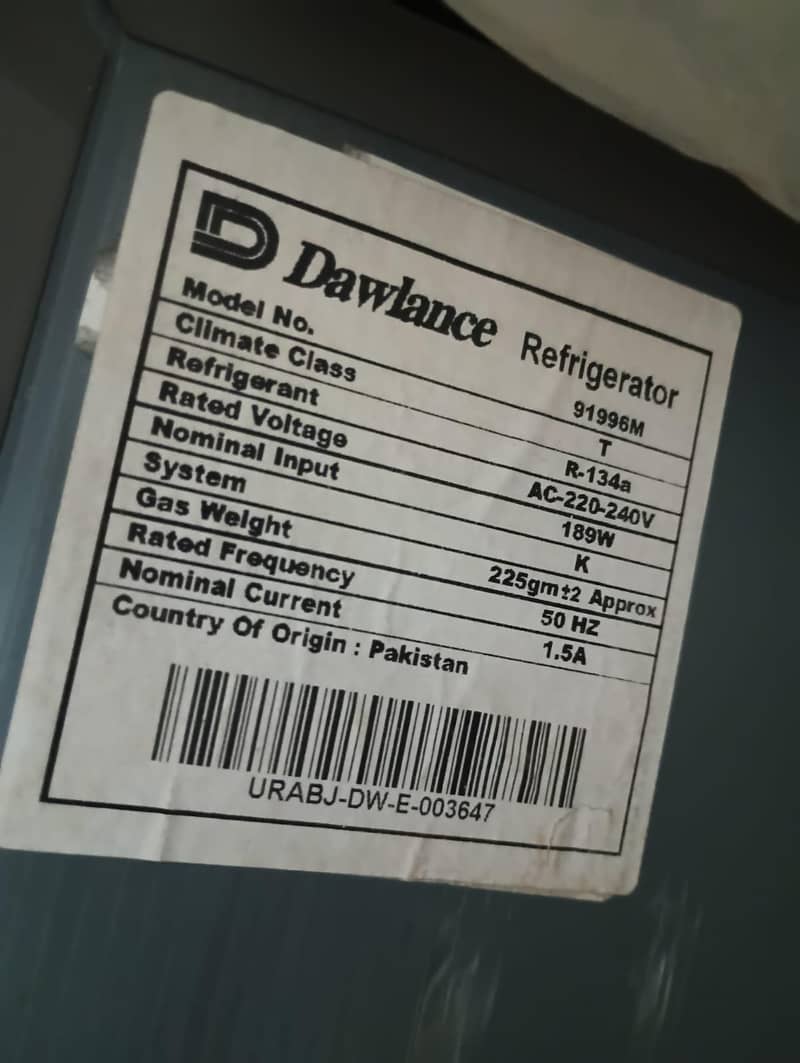 Dawlance Refrigerator
Model No. 91996M
Climate Class T
Refrigerant R-134a
Rated Voltage AC-220-240V
Nominal Input 189W
System K
Gas Weight 225gm±2 Approx
Rated Frequency 50 HZ
Nominal Current 1.5A
Country Of Origin : Pakistan
URABJ-DW-E-003647